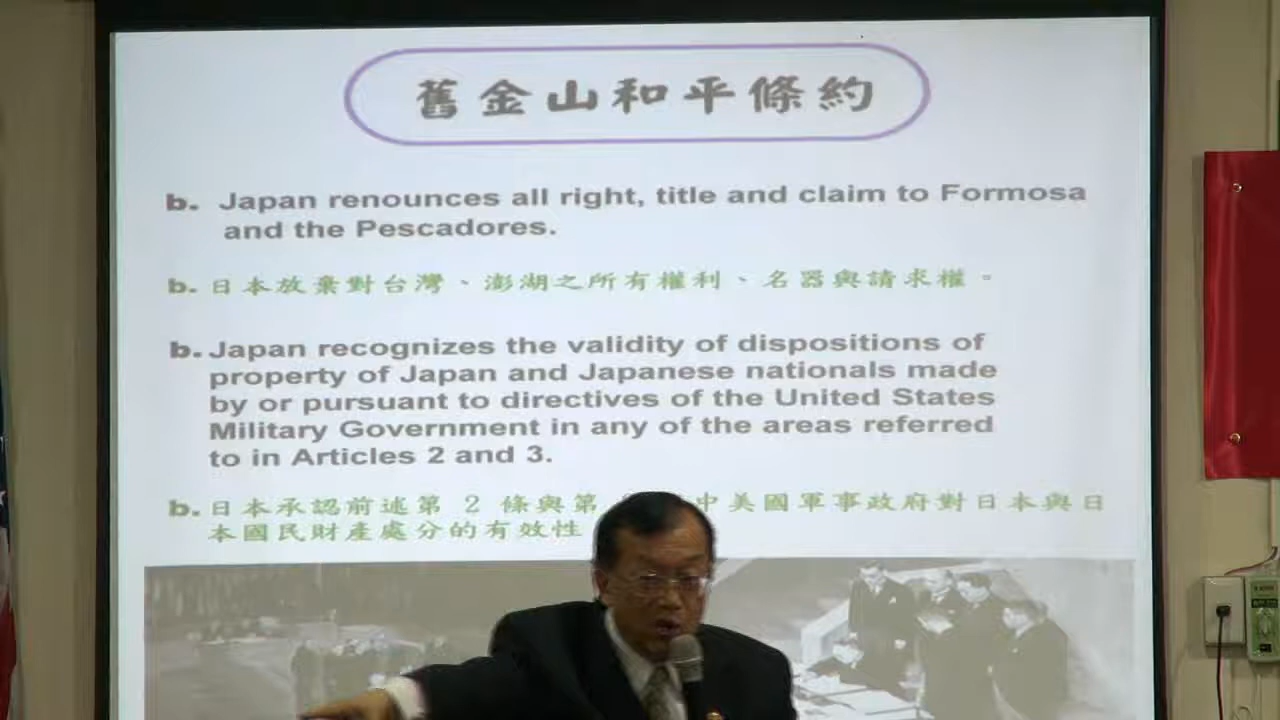 舊金山和平條約
b. Japan renounces all right, title and claim to Formosa
and the Pescadores.
b. 日本放棄對台灣、澎湖之所有權利、名器與請求權。
b. Japan recognizes the validity of dispositions of
property of Japan and Japanese nationals made
by or pursuant to directives of the United States
Military Government in any of the areas referred
to in Articles 2 and 3.
b. 日本承認前述第 2 條與第 中美國軍事政府對日本與日
本國民財產處分的有效性